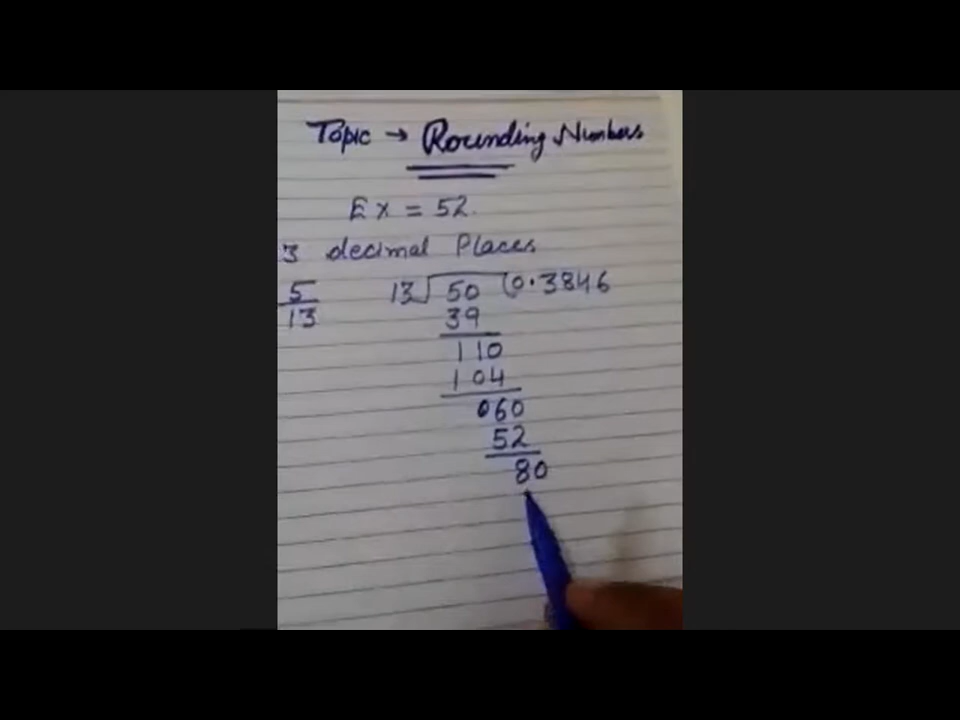 Topic → Rounding Numbers
Ex = 52.
3 decimal Places
5
13
13 50 0.3846
39
110
104
060
52
80